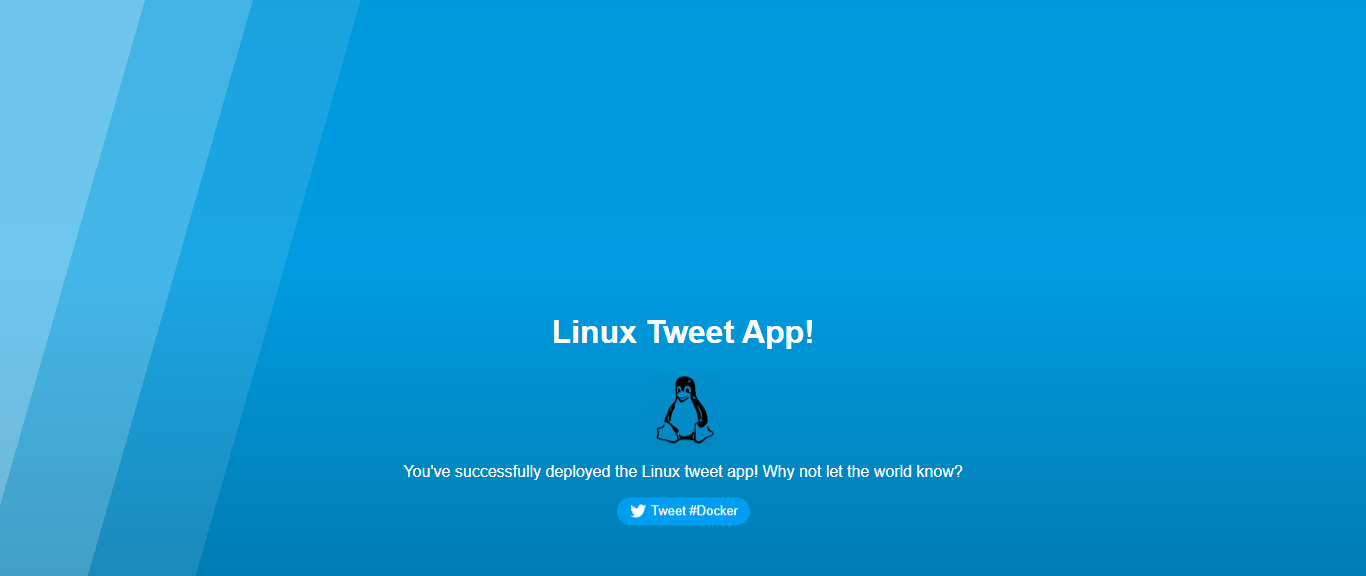 Linux Tweet App!
You've successfully deployed the Linux tweet app! Why not let the world know?
Tweet #Docker